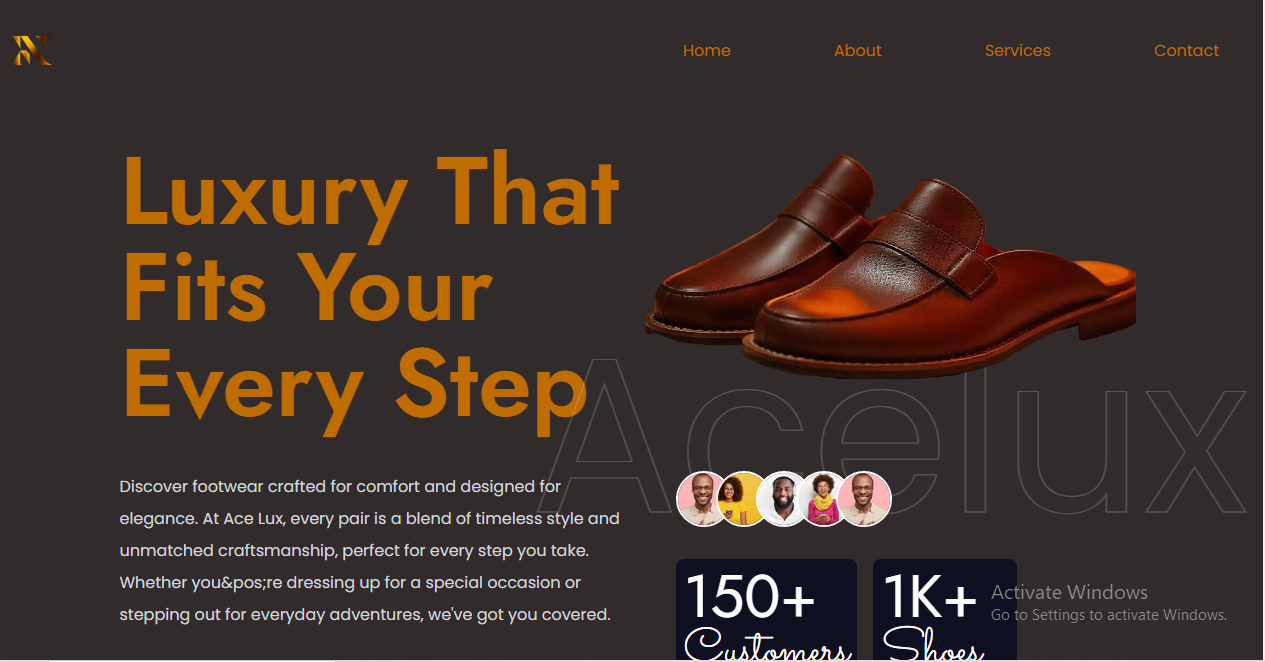 Home About Services Contact
Luxury That
Fits Your
Every Step
Acelux
Discover footwear crafted for comfort and designed for
elegance. At Ace Lux, every pair is a blend of timeless style and
unmatched craftsmanship, perfect for every step you take.
Whether you&pos;re dressing up for a special occasion or
stepping out for everyday adventures, we've got you covered.
150+
Customers
1K+
Shoes
Activate Windows
Go to Settings to activate Windows.